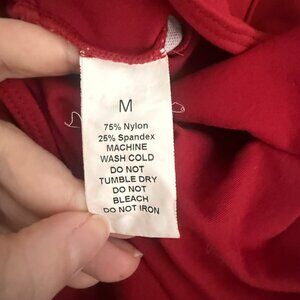 M
75% Nylon
25% Spandex
MACHINE
WASH COLD
DO NOT
TUMBLE DRY
DO NOT
BLEACH
DO NOT IRON